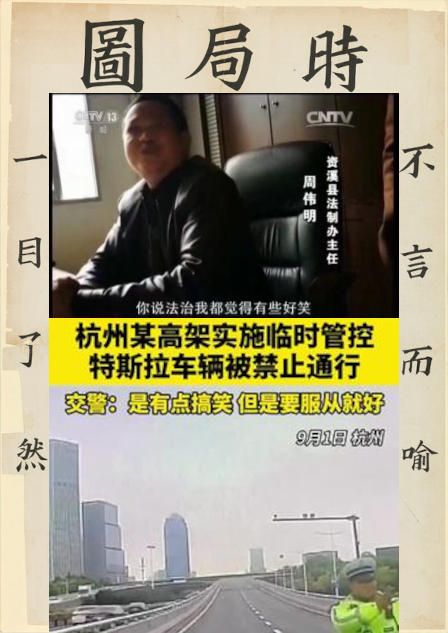 時局圖
不言而喻
一目了然
CCTV 13
新闻
CNTV
资溪县法制办主任
周伟明
你说法治我都觉得有些好笑
杭州某高架实施临时管控
特斯拉车辆被禁止通行
交警：是有点搞笑 但是要服从就好
9月1日 杭州